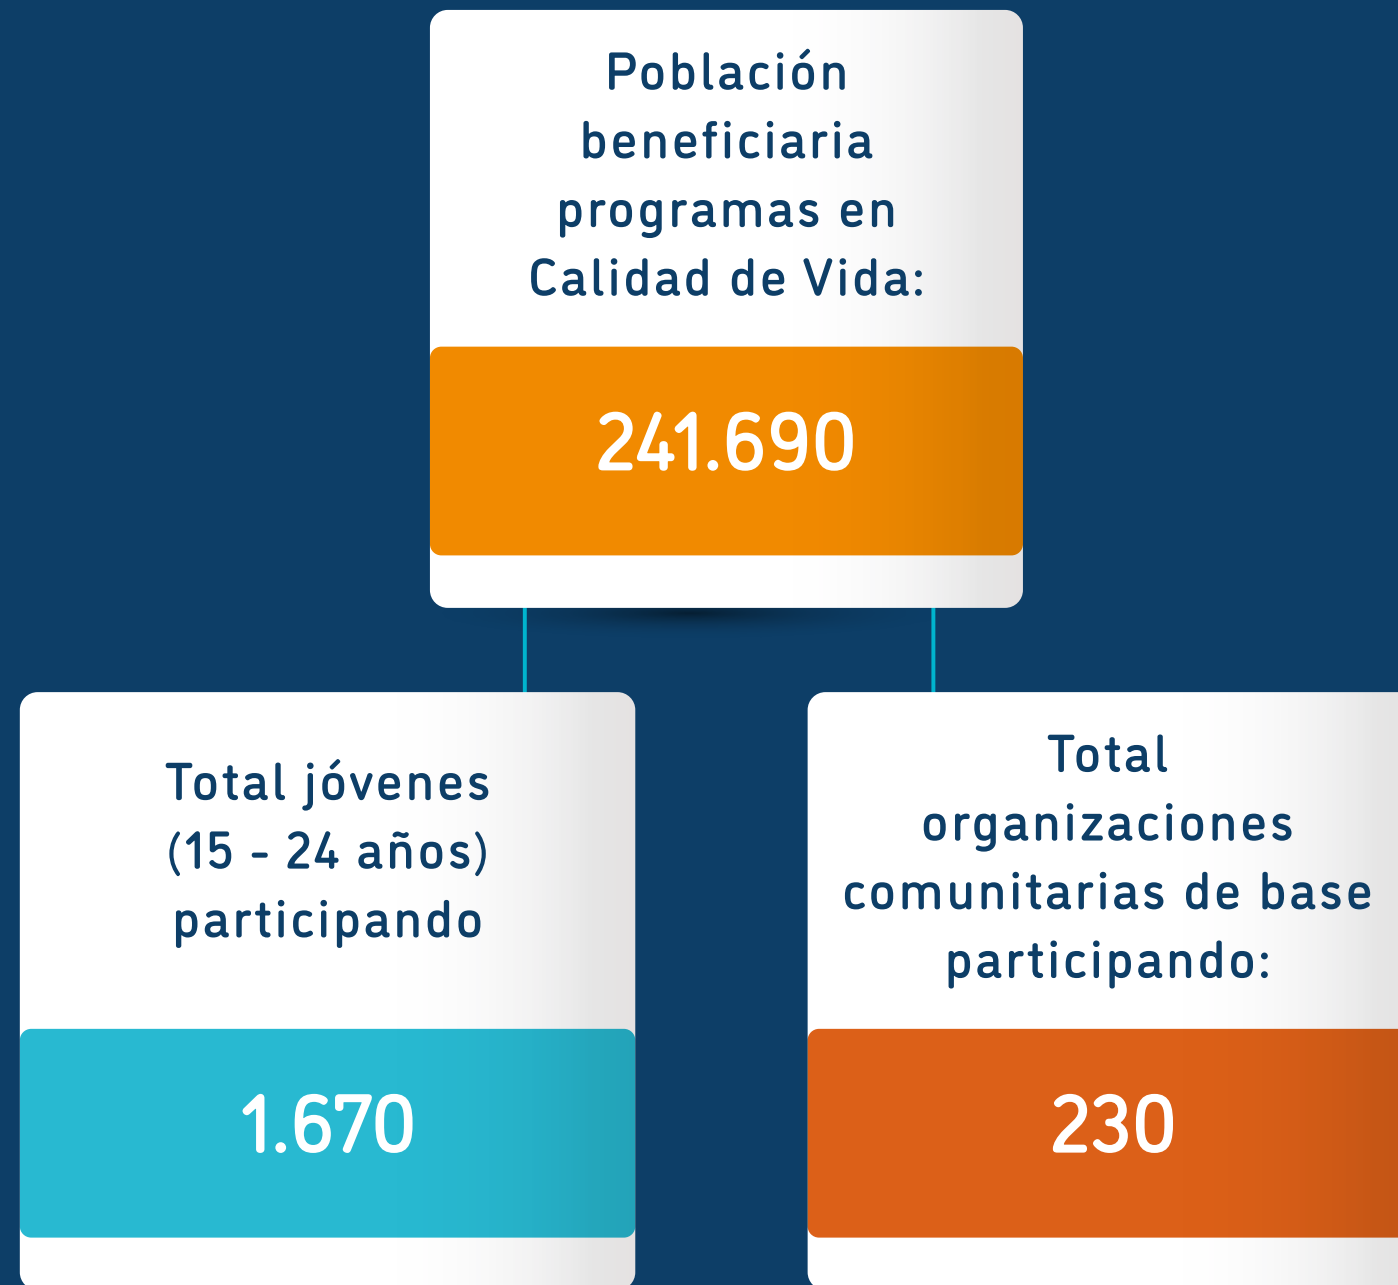 Población
beneficiaria
programas en
Calidad de Vida:
241.690
Total jóvenes
(15 - 24 años)
participando
1.670
Total
organizaciones
comunitarias de base
participando:
230